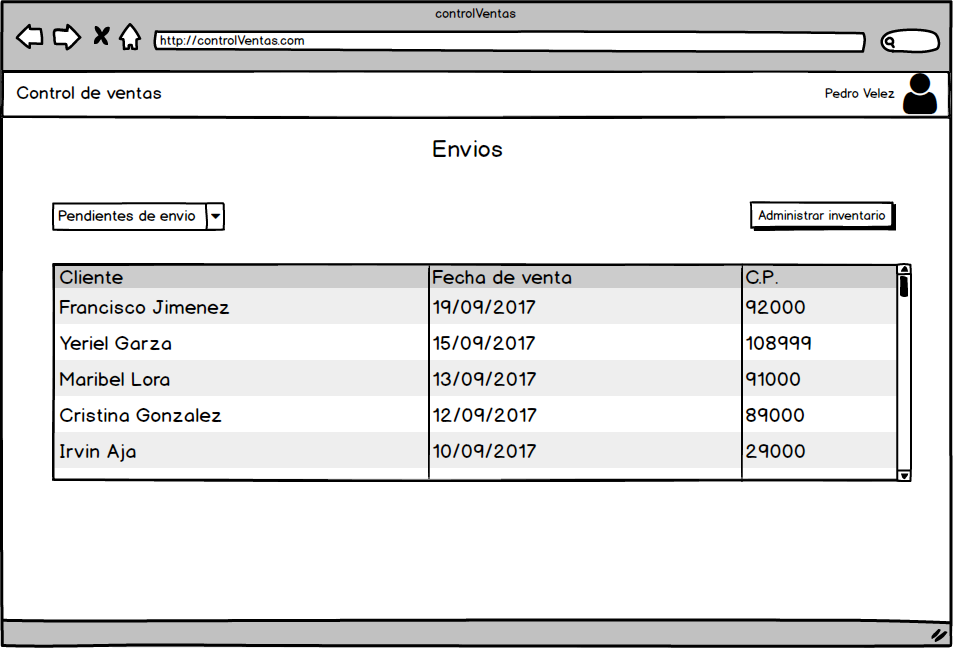 controlVentas
http://controlVentas.com
Control de ventas
Pedro Velez
Envios
Pendientes de envio
Administrar inventario
Cliente Fecha de venta C.P.
Francisco Jimenez 19/09/2017 92000
Yeriel Garza 15/09/2017 108999
Maribel Lora 13/09/2017 91000
Cristina Gonzalez 12/09/2017 89000
Irvin Aja 10/09/2017 29000